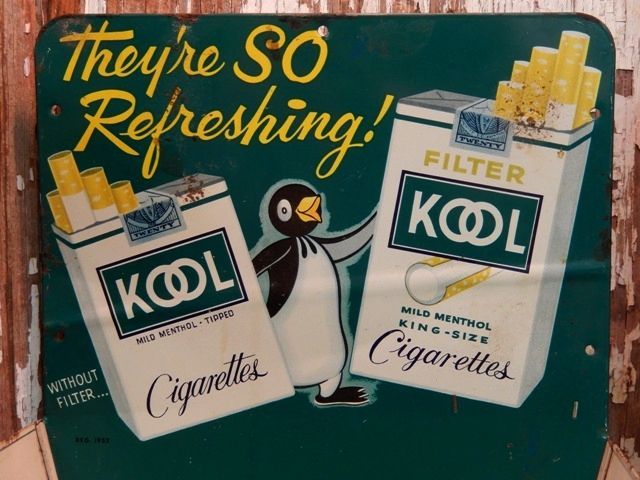 They're SO
Refreshing!
TWENTY
FILTER
KOOL
MILD MENTHOL
KING-SIZE
Cigarettes
TWENTY
KOOL
MILD MENTHOL - TIPPED
Cigarettes
WITHOUT
FILTER...